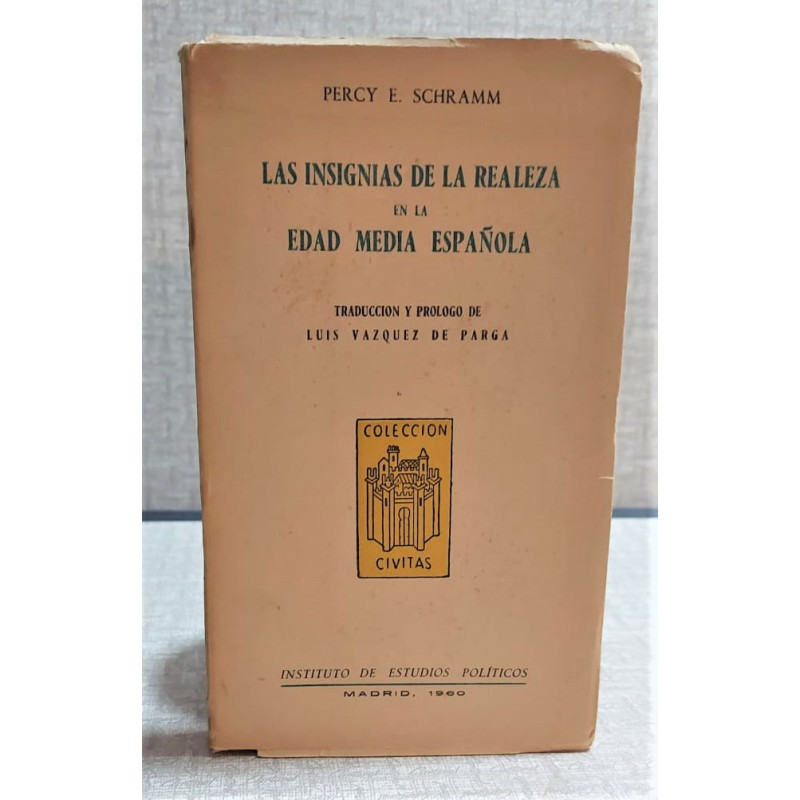 PERCY E. SCHRAMM
LAS INSIGNIAS DE LA REALEZA
EN LA
EDAD MEDIA ESPAÑOLA
TRADUCCION Y PROLOGO DE
LUIS VAZQUEZ DE PARGA
COLECCION
CIVITAS
INSTITUTO DE ESTUDIOS POLÍTICOS
MADRID, 1960